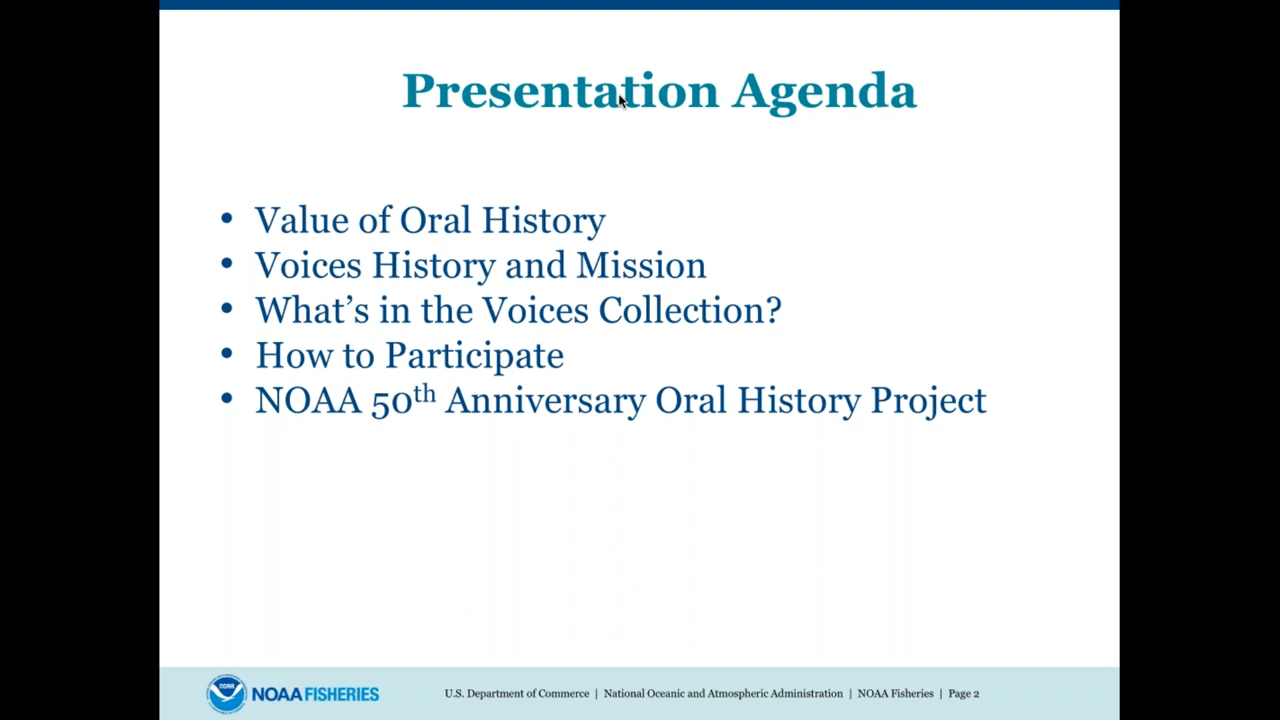 Presentation Agenda
• Value of Oral History
• Voices History and Mission
• What’s in the Voices Collection?
• How to Participate
• NOAA 50th Anniversary Oral History Project
NOAA FISHERIES
U.S. Department of Commerce | National Oceanic and Atmospheric Administration | NOAA Fisheries | Page 2